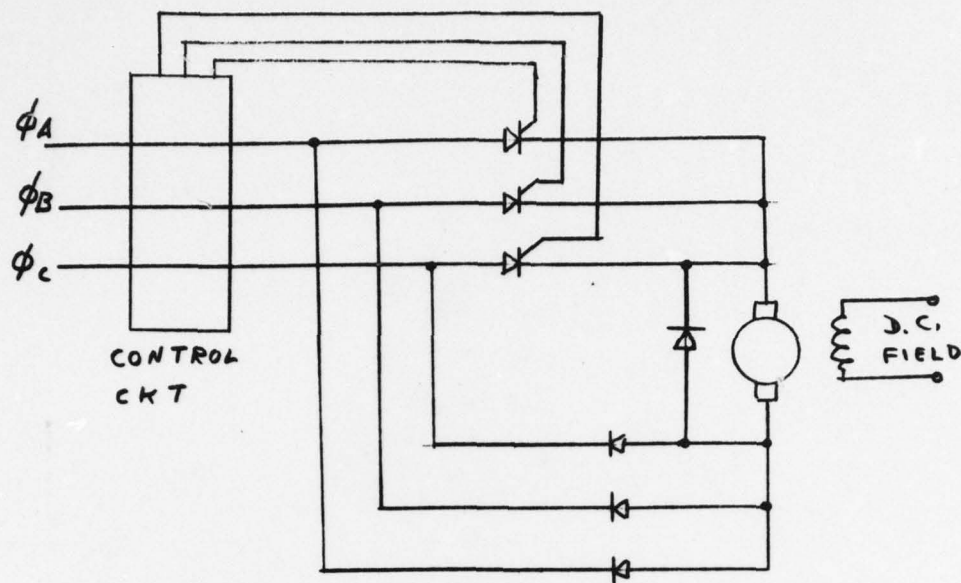 φA
φB
φc
CONTROL
CKT
D.C.
FIELD